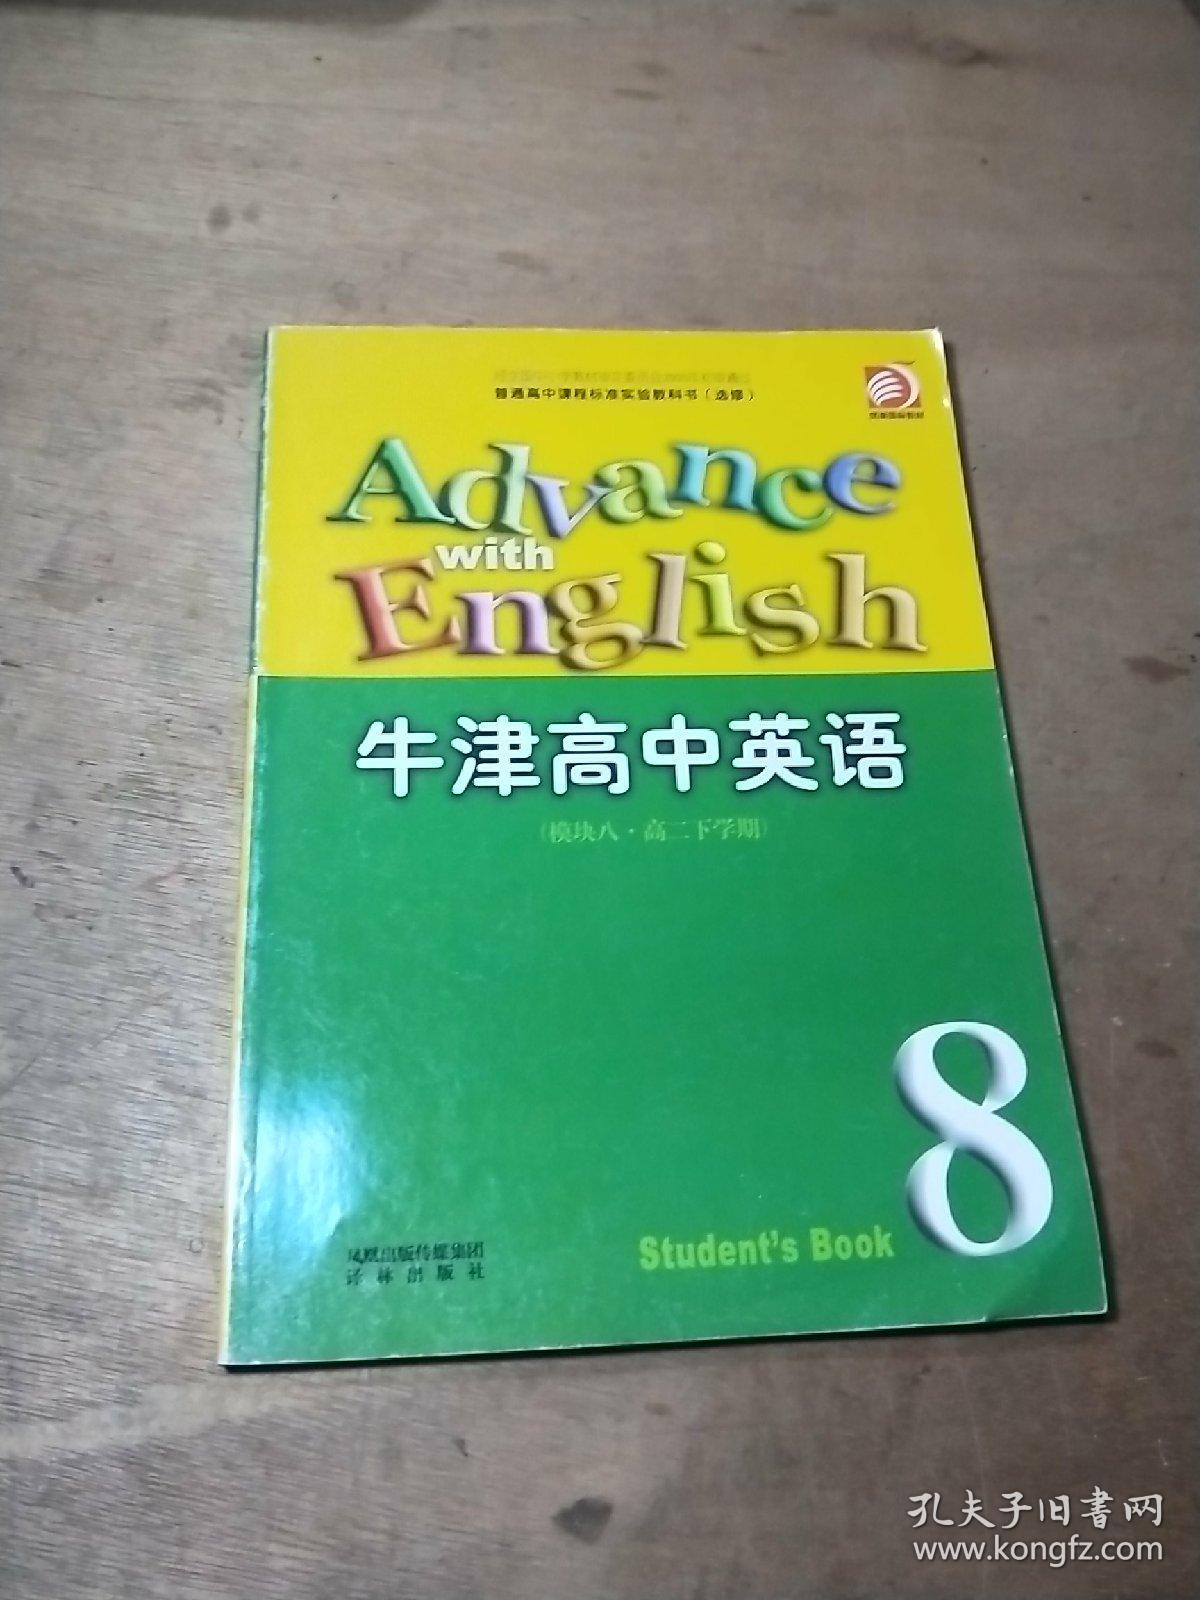 普通高中课程标准实验教科书（选修）
Advance
with
English
牛津高中英语
（模块八·高二下学期）
8
Student's Book
凤凰出版传媒集团
译林出版社
孔夫子旧书网
www.kongfz.com